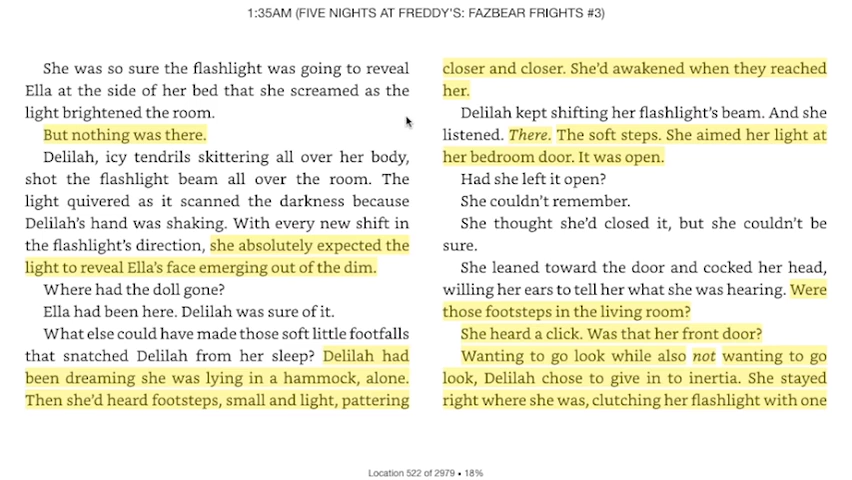 1:35AM (FIVE NIGHTS AT FREDDY'S: FAZBEAR FRIGHTS #3)
She was so sure the flashlight was going to reveal
Ella at the side of her bed that she screamed as the
light brightened the room.
But nothing was there.
Delilah, icy tendrils skittering all over her body,
shot the flashlight beam all over the room. The
light quivered as it scanned the darkness because
Delilah's hand was shaking. With every new shift in
the flashlight's direction, she absolutely expected the
light to reveal Ella's face emerging out of the dim.
Where had the doll gone?
Ella had been here. Delilah was sure of it.
What else could have made those soft little footfalls
that snatched Delilah from her sleep? Delilah had
been dreaming she was lying in a hammock, alone.
Then she'd heard footsteps, small and light, pattering
closer and closer. She'd awakened when they reached
her.
Delilah kept shifting her flashlight's beam. And she
listened. There. The soft steps. She aimed her light at
her bedroom door. It was open.
Had she left it open?
She couldn't remember.
She thought she'd closed it, but she couldn't be
sure.
She leaned toward the door and cocked her head,
willing her ears to tell her what she was hearing. Were
those footsteps in the living room?
She heard a click. Was that her front door?
Wanting to go look while also not wanting to go
look, Delilah chose to give in to inertia. She stayed
right where she was, clutching her flashlight with one
Location 522 of 2979 • 18%